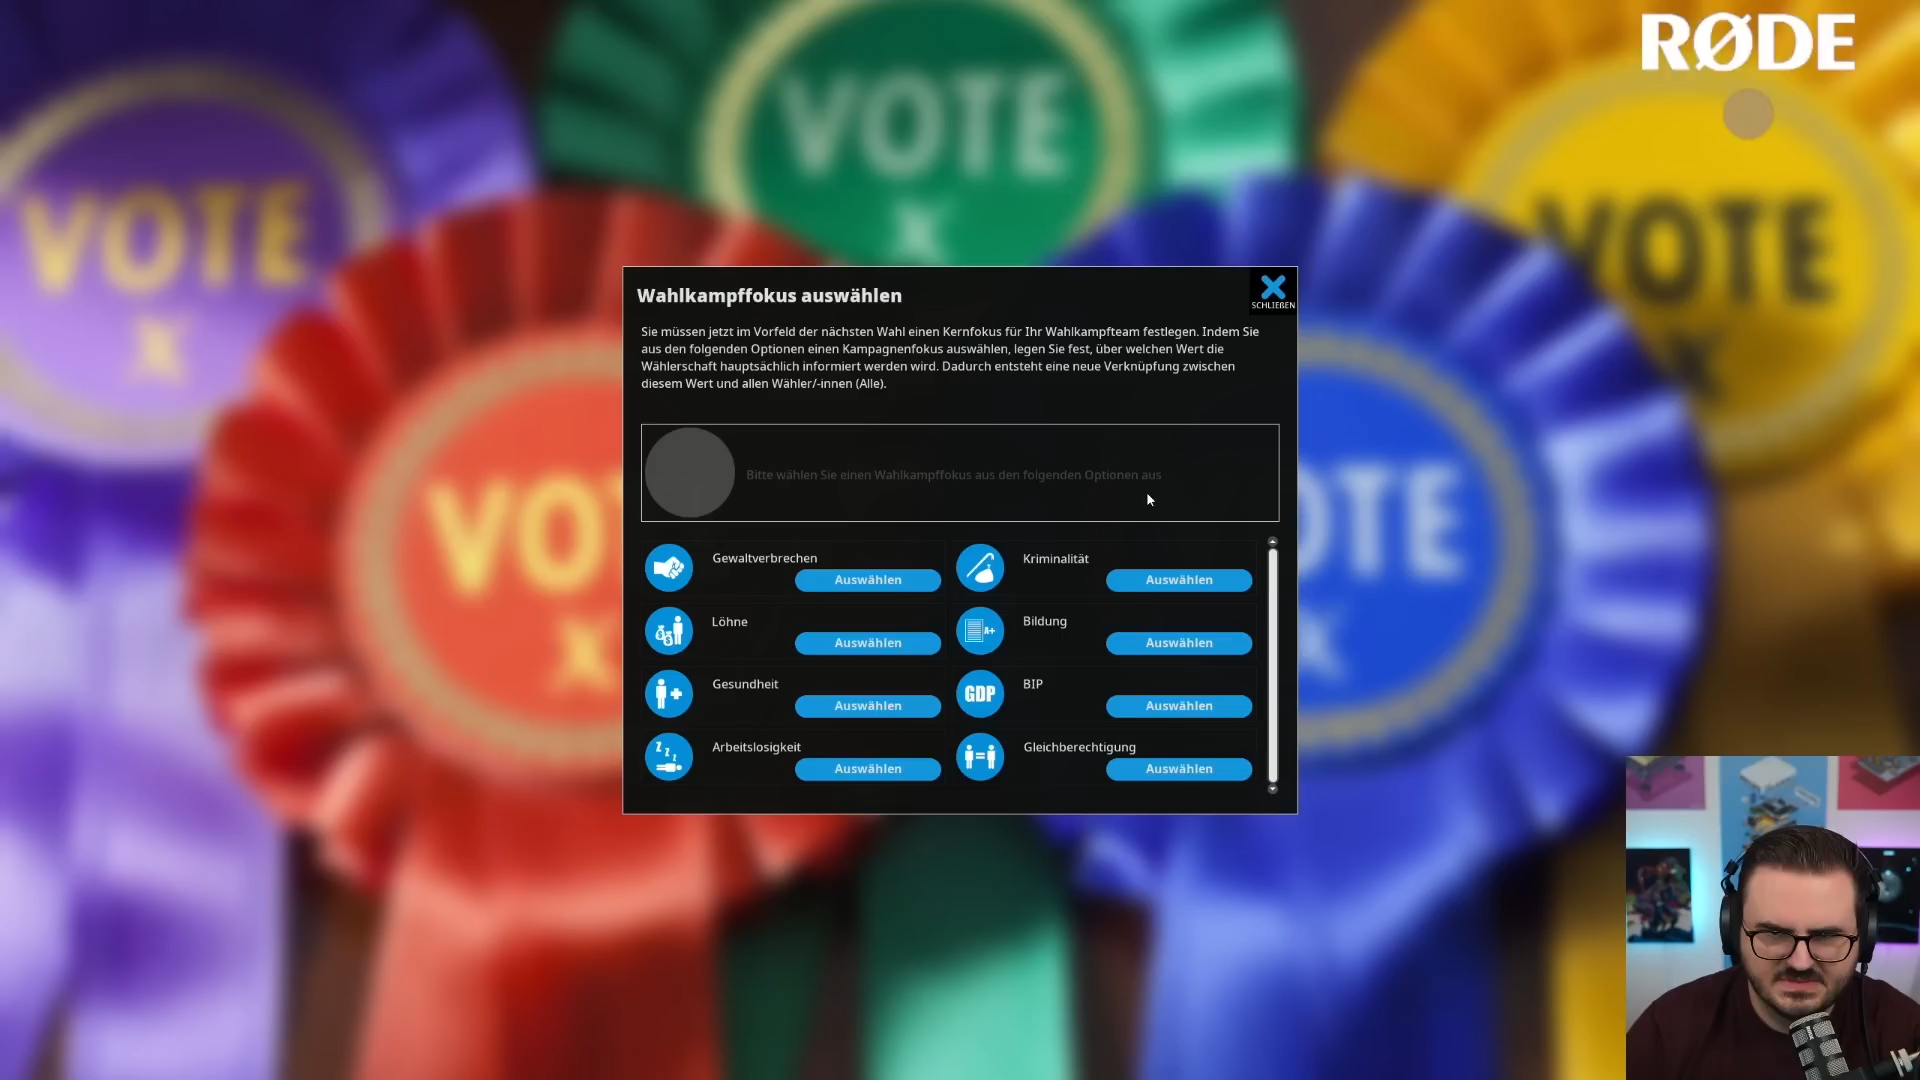 RØDE
VOTE
X
VOTE
X
VOTE
X
VOTE
X
VOTE
X
Wahlkampffokus auswählen
SCHLIEßEN
Sie müssen jetzt im Vorfeld der nächsten Wahl einen Kernfokus für Ihr Wahlkampfteam festlegen. Indem Sie
aus den folgenden Optionen einen Kampagnenfokus auswählen, legen Sie fest, über welchen Wert die
Wählerschaft hauptsächlich informiert werden wird. Dadurch entsteht eine neue Verknüpfung zwischen
diesem Wert und allen Wähler/-innen (Alle).
Bitte wählen Sie einen Wahlkampffokus aus den folgenden Optionen aus
Gewaltverbrechen
Auswählen
Kriminalität
Auswählen
Löhne
Auswählen
A+
Bildung
Auswählen
Gesundheit
Auswählen
GDP
BIP
Auswählen
Z
Z
Z
Arbeitslosigkeit
Auswählen
Gleichberechtigung
Auswählen